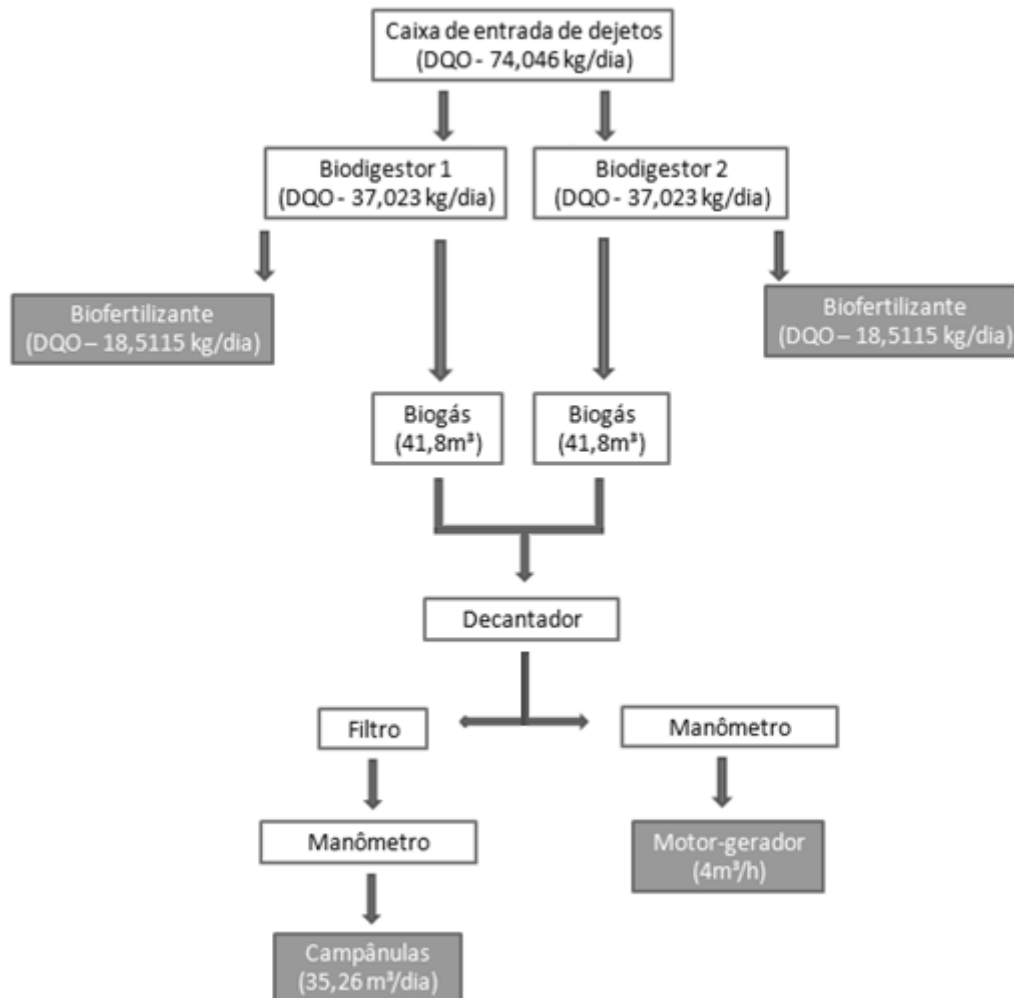 Caixa de entrada de dejetos
(DQO - 74,046 kg/dia)
Biodigestor 1
(DQO - 37,023 kg/dia)
Biodigestor 2
(DQO - 37,023 kg/dia)
Biofertilizante
(DQO – 18,5115 kg/dia)
Biofertilizante
(DQO – 18,5115 kg/dia)
Biogás
(41,8m³)
Biogás
(41,8m³)
Decantador
Filtro
Manômetro
Manômetro
Motor-gerador
(4m³/h)
Campânulas
(35,26 m³/dia)